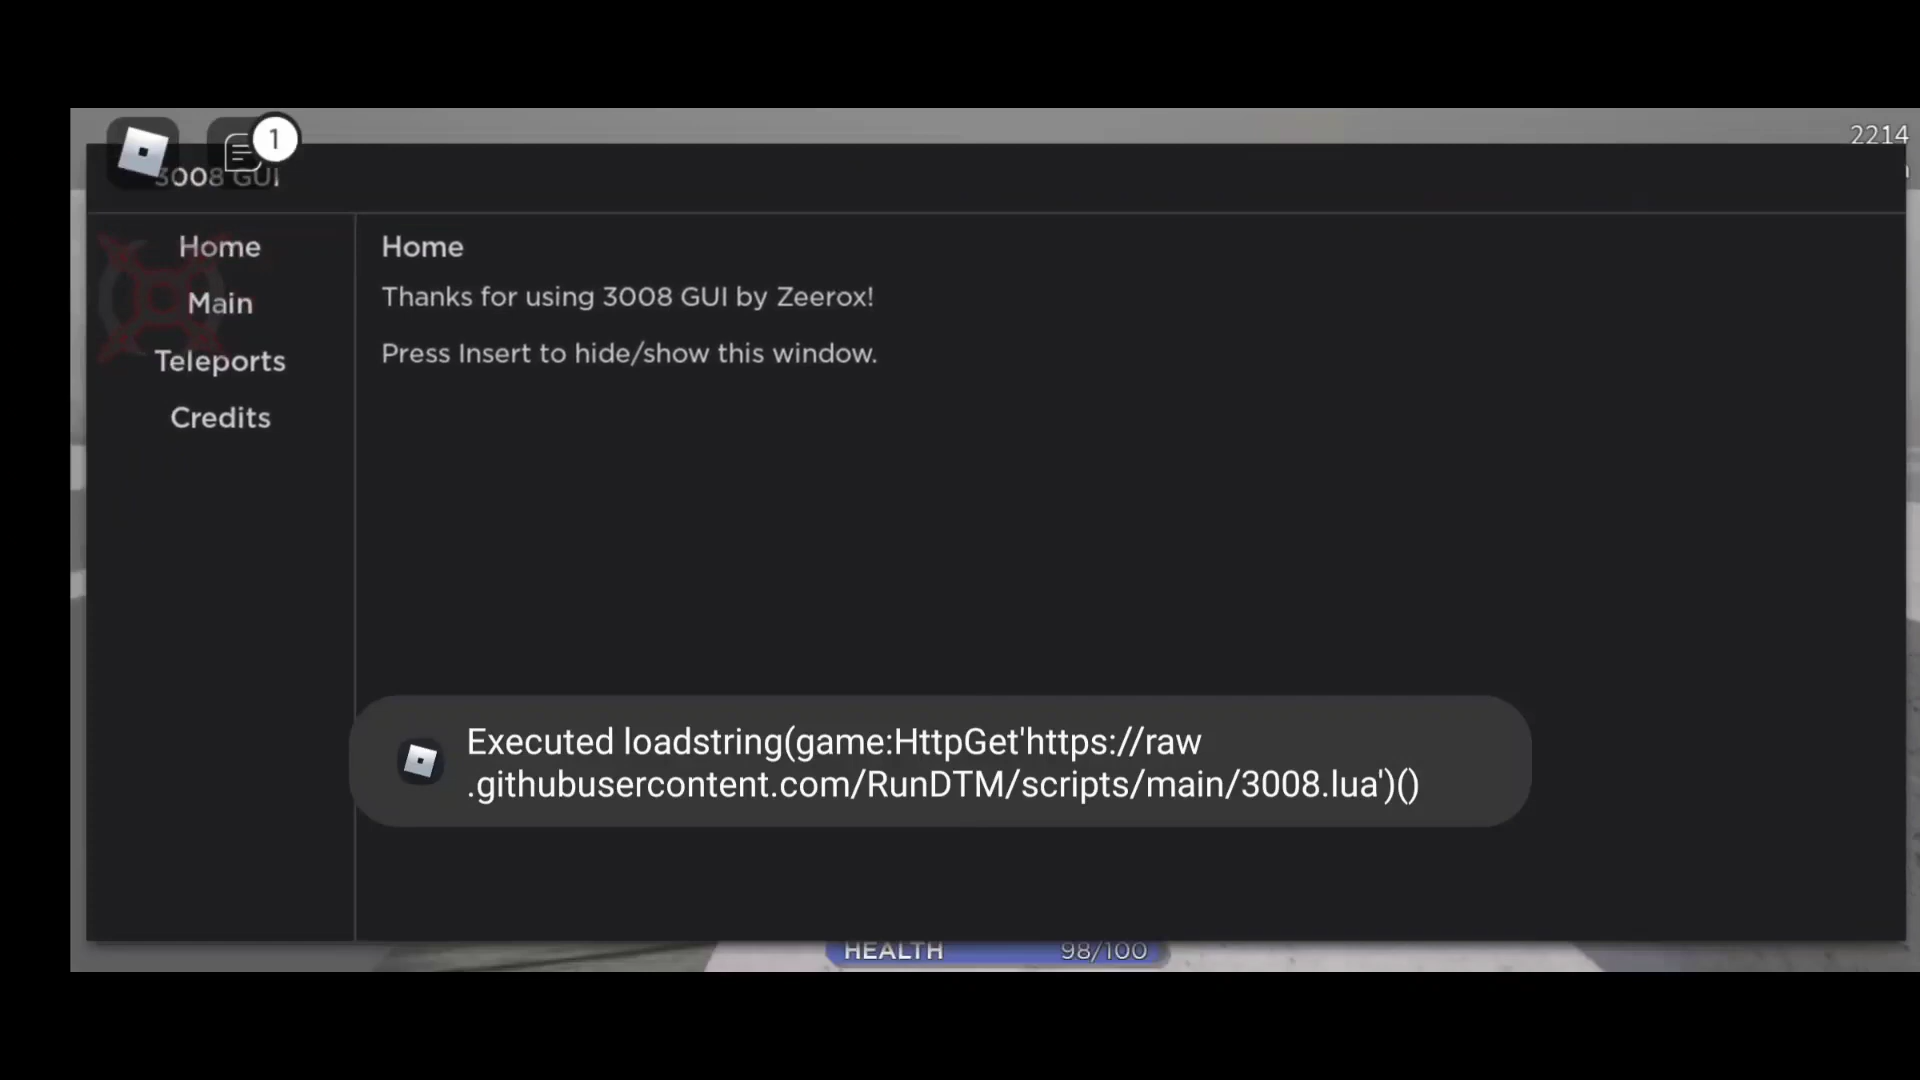 1
2214
3008 GUI
Home
Main
Teleports
Credits
Home
Thanks for using 3008 GUI by Zeerox!
Press Insert to hide/show this window.
Executed loadstring(game:HttpGet'https://raw
.githubusercontent.com/RunDTM/scripts/main/3008.lua')()
HEALTH 98/100